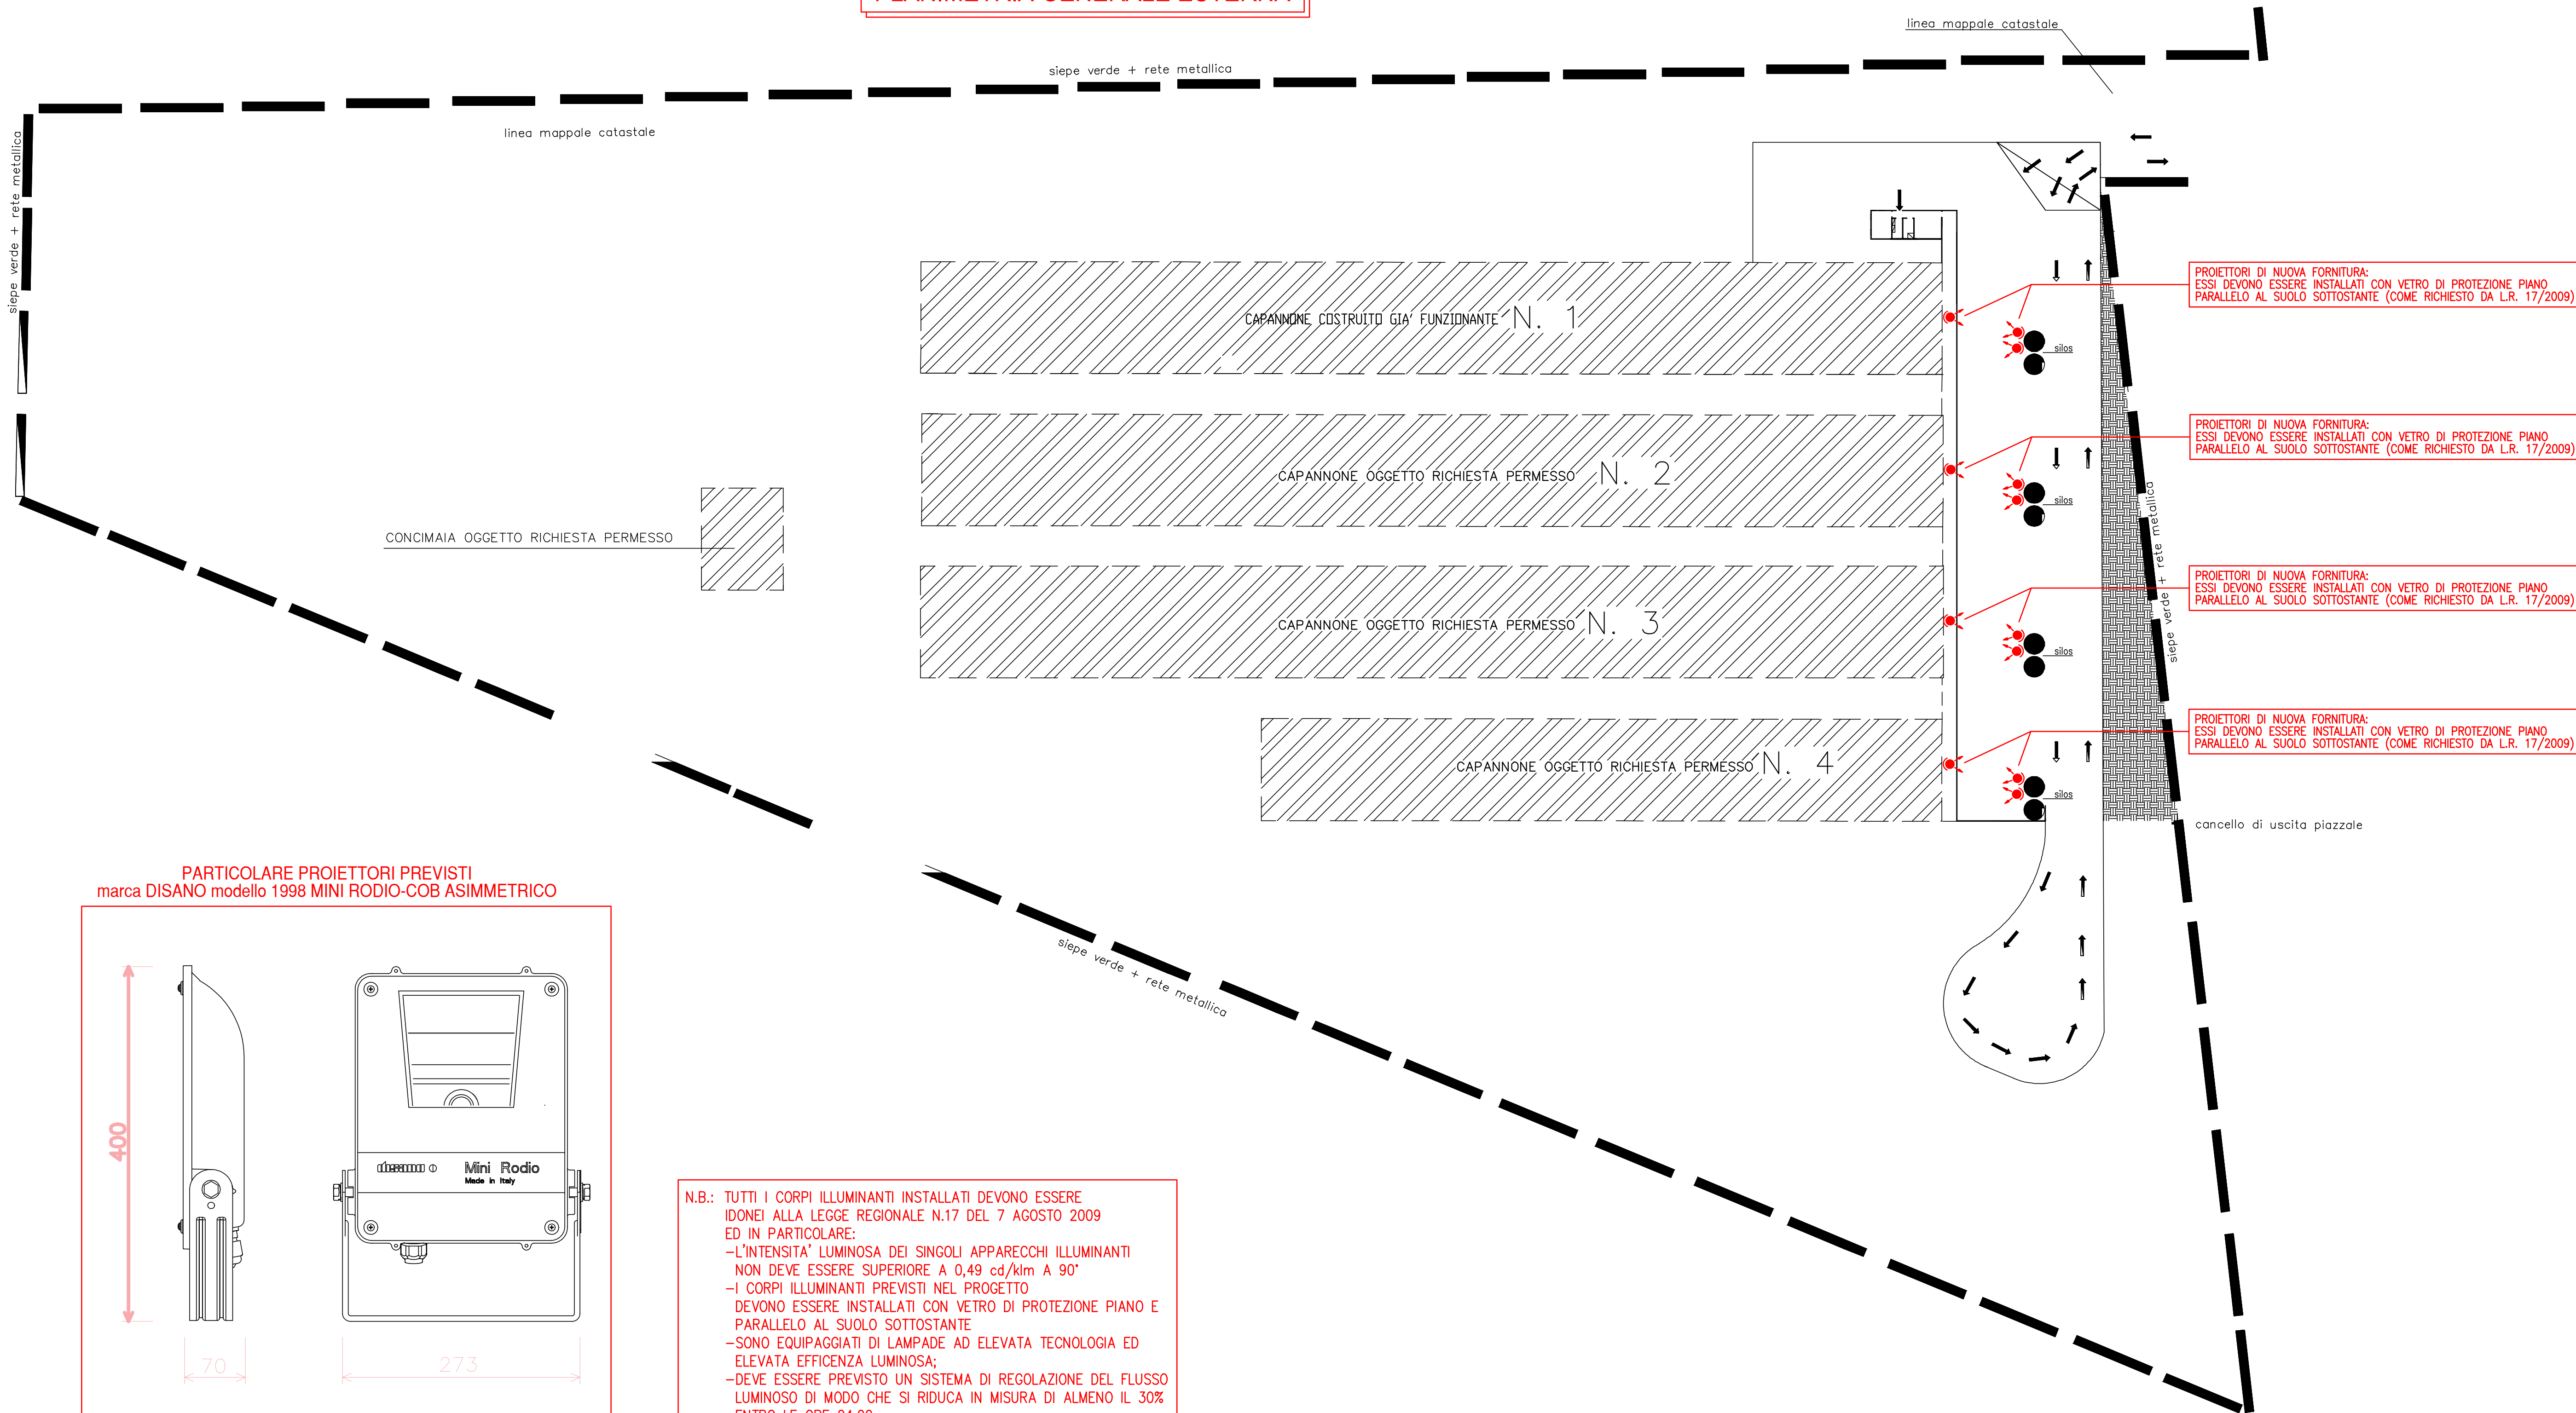 PLANIMETRIA GENERALE ESTERNA
linea mappale catastale
siepe verde + rete metallica
linea mappale catastale
siepe verde + rete metallica
PROIETTORI DI NUOVA FORNITURA:
ESSI DEVONO ESSERE INSTALLATI CON VETRO DI PROTEZIONE PIANO
PARALLELO AL SUOLO SOTTOSTANTE (COME RICHIESTO DA L.R. 17/2009)
CAPANNONE COSTRUITO GIA' FUNZIONANTE N. 1
silos
PROIETTORI DI NUOVA FORNITURA:
ESSI DEVONO ESSERE INSTALLATI CON VETRO DI PROTEZIONE PIANO
PARALLELO AL SUOLO SOTTOSTANTE (COME RICHIESTO DA L.R. 17/2009)
CAPANNONE OGGETTO RICHIESTA PERMESSO N. 2
silos
CONCIMAIA OGGETTO RICHIESTA PERMESSO
siepe verde + rete metallica
PROIETTORI DI NUOVA FORNITURA:
ESSI DEVONO ESSERE INSTALLATI CON VETRO DI PROTEZIONE PIANO
PARALLELO AL SUOLO SOTTOSTANTE (COME RICHIESTO DA L.R. 17/2009)
CAPANNONE OGGETTO RICHIESTA PERMESSO N. 3
silos
PROIETTORI DI NUOVA FORNITURA:
ESSI DEVONO ESSERE INSTALLATI CON VETRO DI PROTEZIONE PIANO
PARALLELO AL SUOLO SOTTOSTANTE (COME RICHIESTO DA L.R. 17/2009)
CAPANNONE OGGETTO RICHIESTA PERMESSO N. 4
silos
cancello di uscita piazzale
PARTICOLARE PROIETTORI PREVISTI
marca DISANO modello 1998 MINI RODIO-COB ASIMMETRICO
siepe verde + rete metallica
400
disano
Mini Rodio
Made in Italy
70
273
N.B.: TUTTI I CORPI ILLUMINANTI INSTALLATI DEVONO ESSERE
IDONEI ALLA LEGGE REGIONALE N.17 DEL 7 AGOSTO 2009
ED IN PARTICOLARE:
-L'INTENSITA' LUMINOSA DEI SINGOLI APPARECCHI ILLUMINANTI
NON DEVE ESSERE SUPERIORE A 0,49 cd/klm A 90°
-I CORPI ILLUMINANTI PREVISTI NEL PROGETTO
DEVONO ESSERE INSTALLATI CON VETRO DI PROTEZIONE PIANO E
PARALLELO AL SUOLO SOTTOSTANTE
-SONO EQUIPAGGIATI DI LAMPADE AD ELEVATA TECNOLOGIA ED
ELEVATA EFFICENZA LUMINOSA;
-DEVE ESSERE PREVISTO UN SISTEMA DI REGOLAZIONE DEL FLUSSO
LUMINOSO DI MODO CHE SI RIDUCA IN MISURA DI ALMENO IL 30%
ENTRO LE ORE